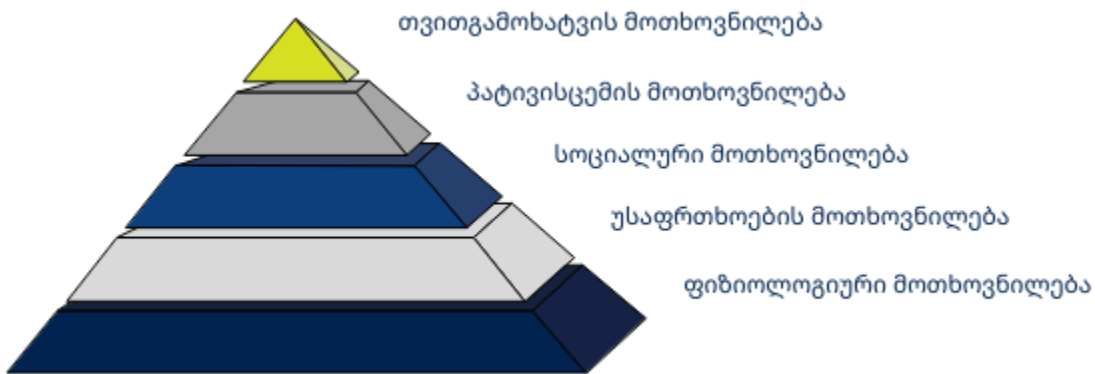 თვითგამოხატვის მოთხოვნილება
პატივისცემის მოთხოვნილება
სოციალური მოთხოვნილება
უსაფრთხოების მოთხოვნილება
ფიზიოლოგიური მოთხოვნილება